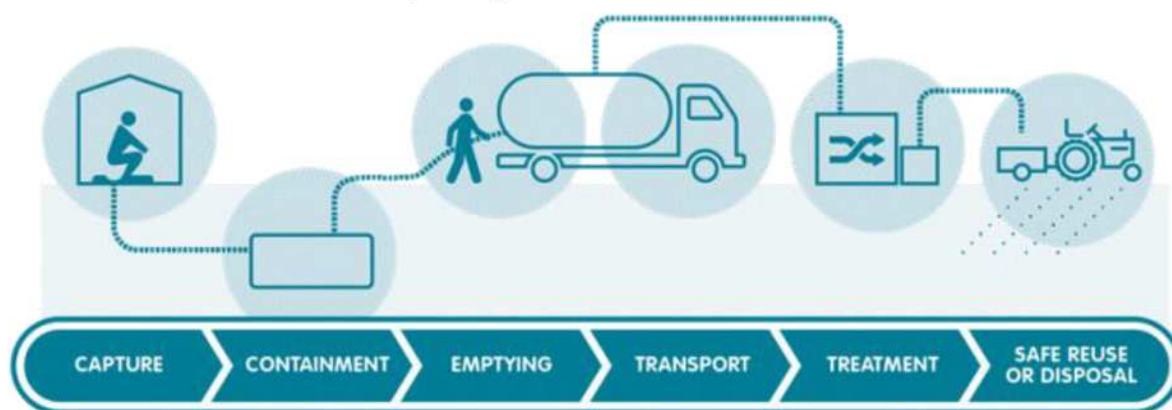 CAPTURE
CONTAINMENT
EMPTYING
TRANSPORT
TREATMENT
SAFE REUSE
OR DISPOSAL